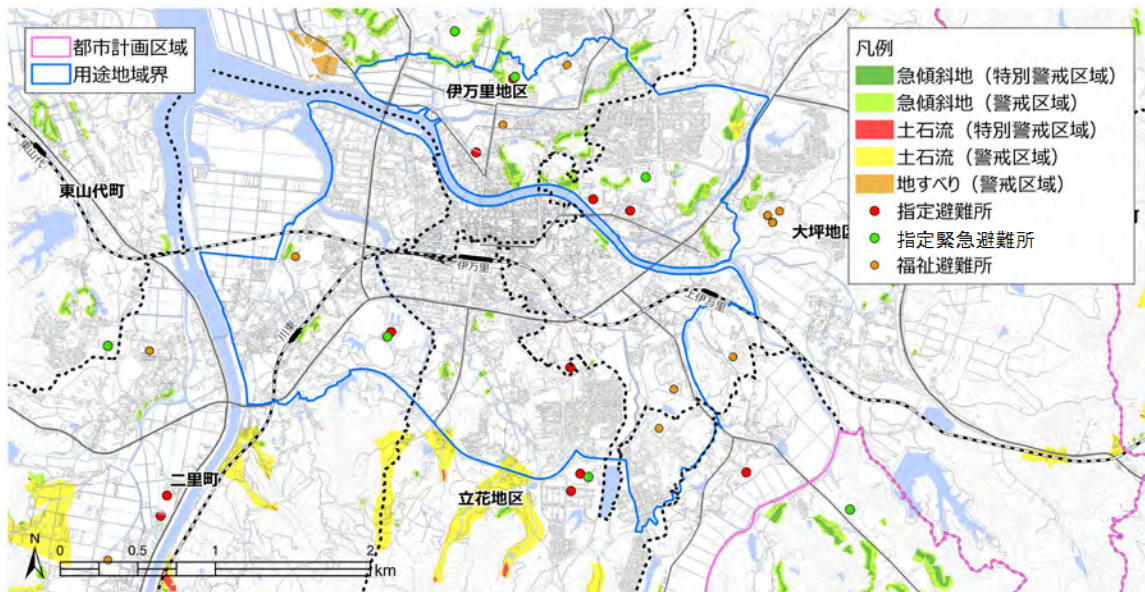 都市計画区域
用途地域界
凡例
急傾斜地（特別警戒区域）
急傾斜地（警戒区域）
土石流（特別警戒区域）
土石流（警戒区域）
地すべり（警戒区域）
指定避難所
指定緊急避難所
福祉避難所
伊万里地区
東山代
東山代町
大坪地区
町
伊万里
上伊万里
川東
二里町
立花地区
N
0 0.5 1 2
km